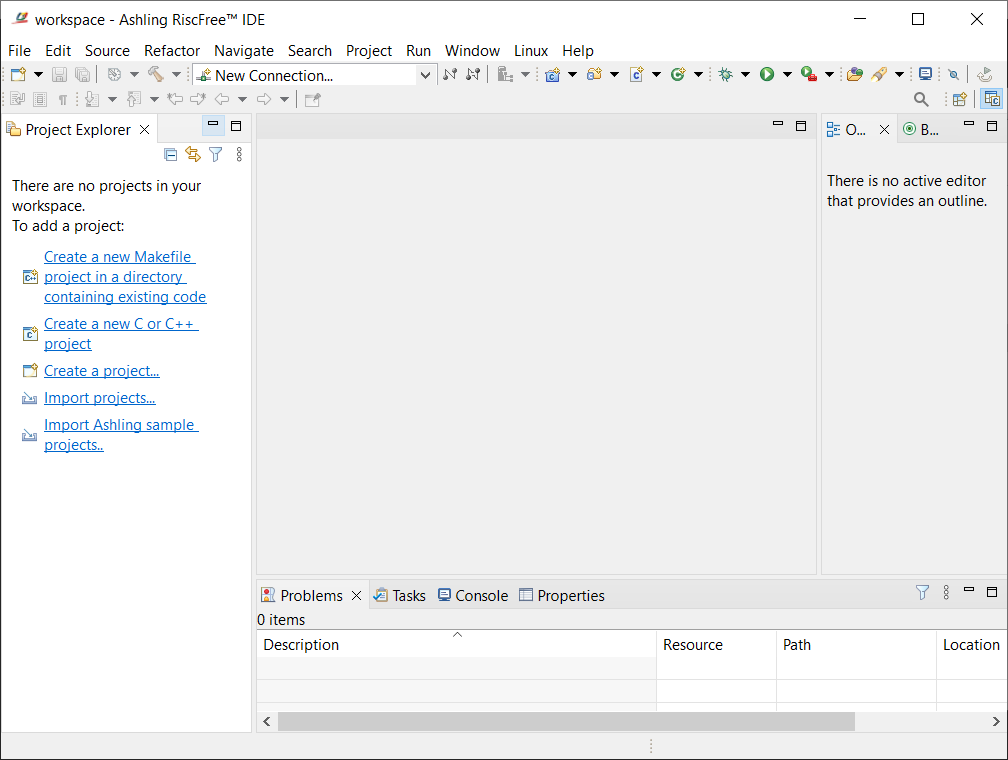 workspace - Ashling RiscFree™ IDE
File Edit Source Refactor Navigate Search Project Run Window Linux Help
New Connection...
Project Explorer
There are no projects in your
workspace.
To add a project:
Create a new Makefile
project in a directory
containing existing code
Create a new C or C++
project
Create a project...
Import projects...
Import Ashling sample
projects..
O...
B...
There is no active editor
that provides an outline.
Problems Tasks Console Properties
0 items
Description Resource Path Location